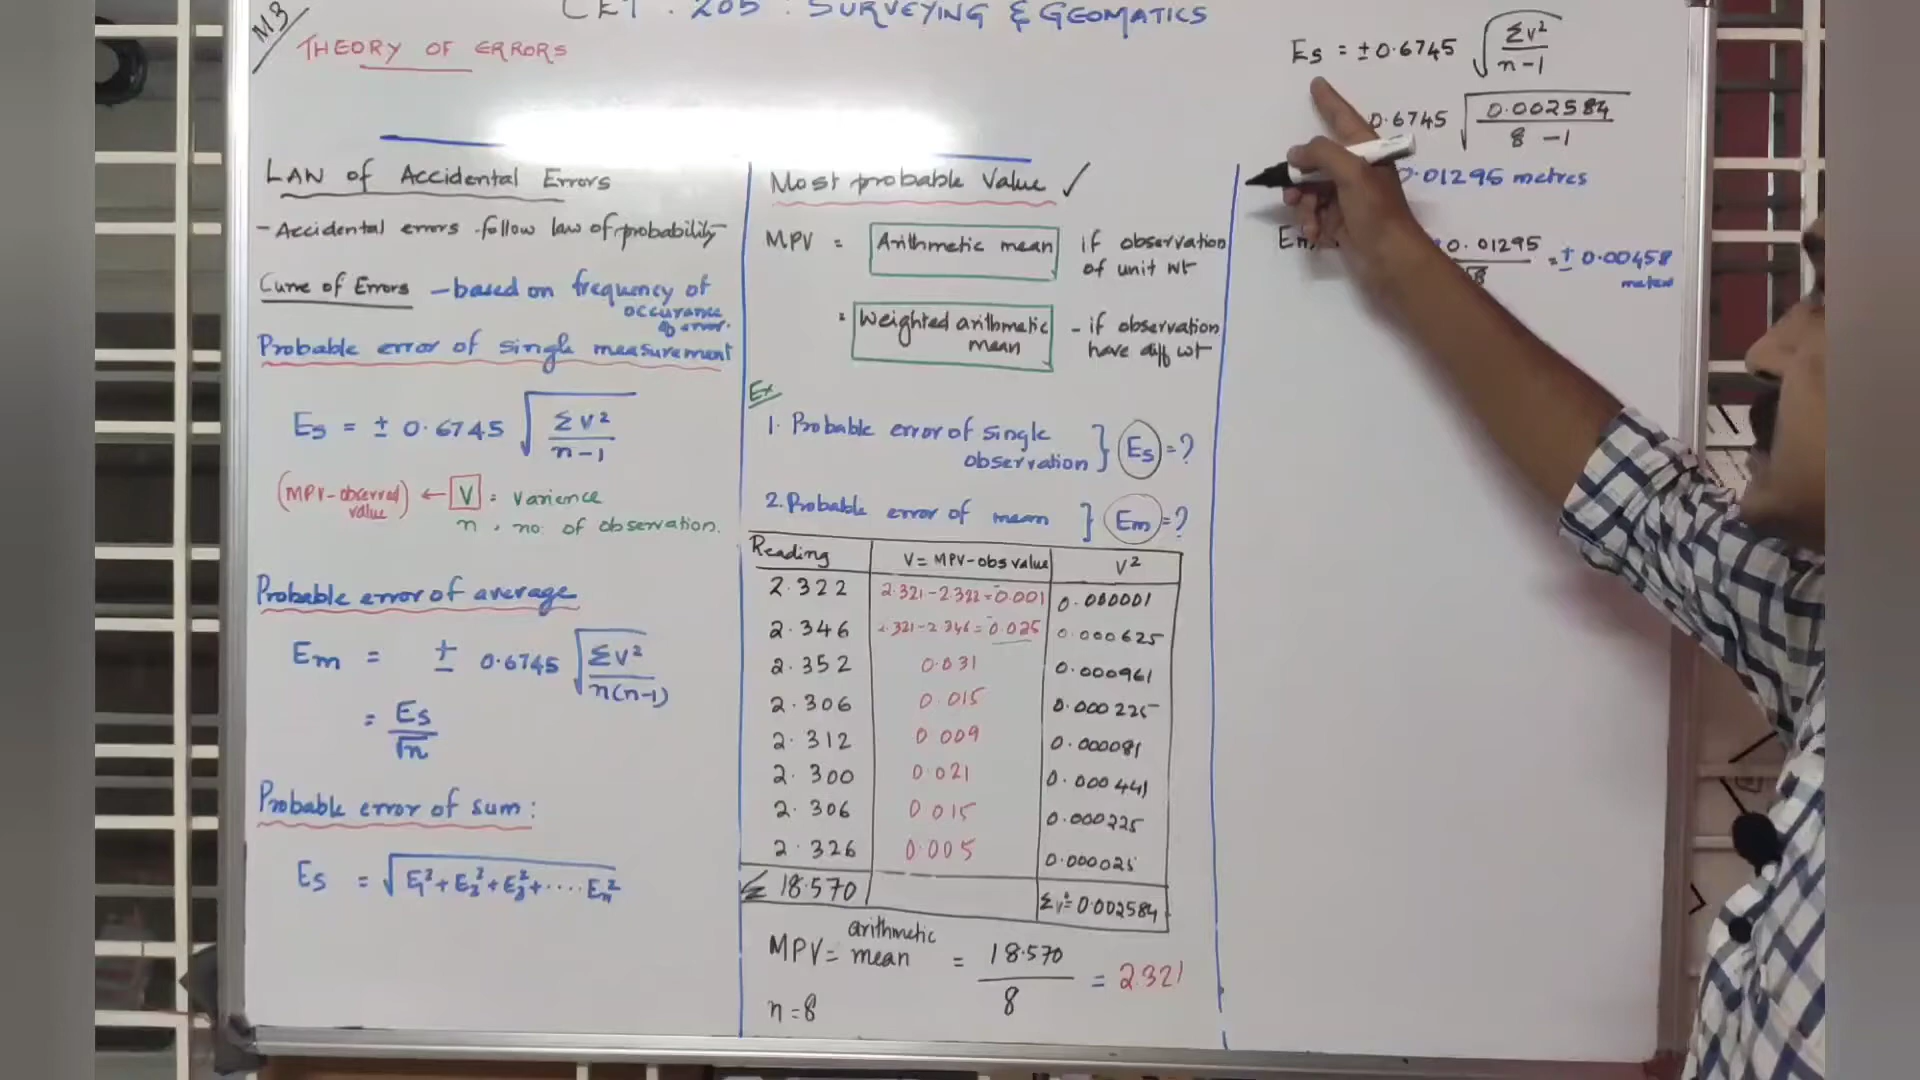 M3
CET : 205 : SURVEYING & GEOMATICS
THEORY OF ERRORS
LAW of Accidental Errors
- Accidental errors follow law of probability
Curve of Errors - based on frequency of
occurance
of error.
Probable error of single measurement
Es = ± 0.6745 √ΣV²/n-1
(MPV-observed value) ← V = Varience
n, no. of observation.
Probable error of average
Em = ± 0.6745 √ΣV²/n(n-1)
= Es/√n
Probable error of sum:
Es = √E1²+E2²+E3²+....En²
Most probable Value ✓
MPV = Arithmetic mean if observation
of unit wt
= Weighted arithmetic mean - if observation
have diff wt
Ex
1. Probable error of single
observation } Es = ?
2. Probable error of mean } Em = ?
Reading V = MPV-obs value V²
2.322 2.321-2.322=-0.001 0.000001
2.346 2.321-2.346=-0.025 0.000625
2.352 0.031 0.000961
2.306 0.015 0.000225
2.312 0.009 0.000081
2.300 0.021 0.000441
2.306 0.015 0.000225
2.326 0.005 0.000025
Σ 18.570 ΣV²=0.002584
MPV = arithmetic mean = 18.570/8 = 2.321
n = 8
Es = ±0.6745 √Σv²/n-1
0.6745 √0.002584/8-1
0.01295 metres
Em
0.01295/√8 = ± 0.00458
metres